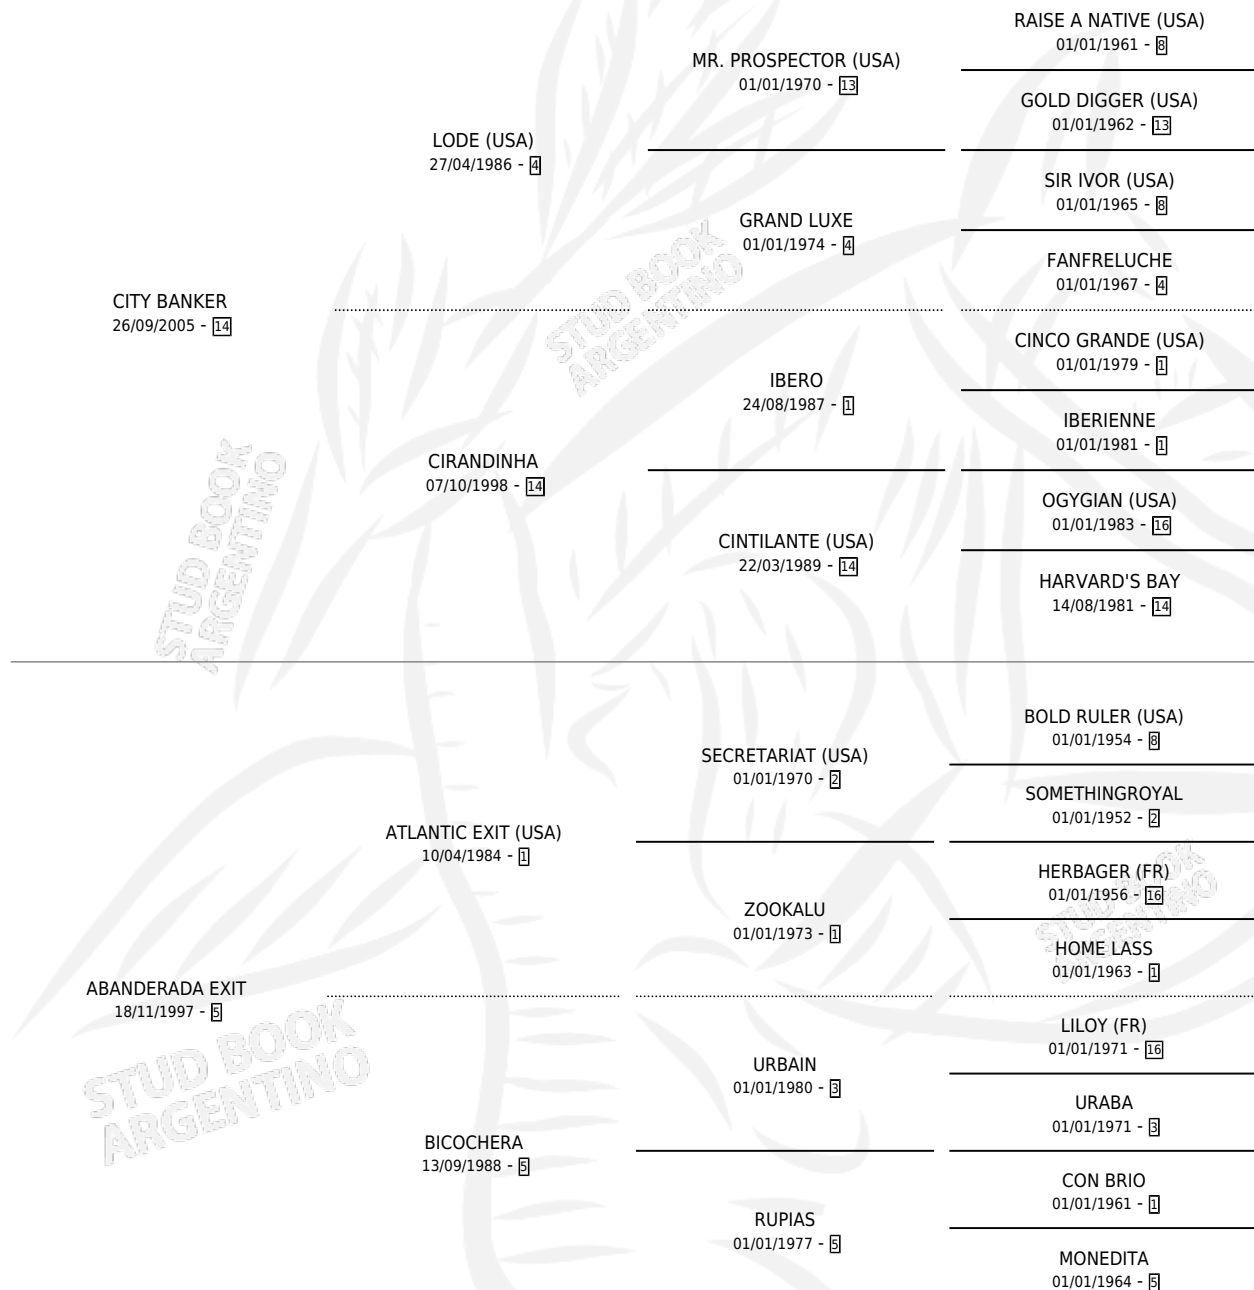 RAISE A NATIVE (USA)
01/01/1961 - 8
MR. PROSPECTOR (USA)
01/01/1970 - 13
GOLD DIGGER (USA)
01/01/1962 - 13
LODE (USA)
27/04/1986 - 4
SIR IVOR (USA)
01/01/1965 - 8
GRAND LUXE
01/01/1974 - 4
FANFRELUCHE
01/01/1967 - 4
CITY BANKER
26/09/2005 - 14
CINCO GRANDE (USA)
01/01/1979 - 1
IBERO
24/08/1987 - 1
IBERIENNE
01/01/1981 - 1
CIRANDINHA
07/10/1998 - 14
OGYGIAN (USA)
01/01/1983 - 16
CINTILANTE (USA)
22/03/1989 - 14
HARVARD'S BAY
14/08/1981 - 14
STUD BOOK
ARGENTINO
STUD BOOK
ARGENTINO
BOLD RULER (USA)
01/01/1954 - 8
SECRETARIAT (USA)
01/01/1970 - 2
SOMETHINGROYAL
01/01/1952 - 2
ATLANTIC EXIT (USA)
10/04/1984 - 1
HERBAGER (FR)
01/01/1956 - 16
ZOOKALU
01/01/1973 - 1
HOME LASS
01/01/1963 - 1
STUD BOOK
ARGENTINO
ABANDERADA EXIT
18/11/1997 - 5
LILOY (FR)
01/01/1971 - 16
URBAIN
01/01/1980 - 3
URABA
01/01/1971 - 3
BICOCHERA
13/09/1988 - 5
CON BRIO
01/01/1961 - 1
RUPIAS
01/01/1977 - 5
MONEDITA
01/01/1964 - 5
STUD BOOK
ARGENTINO